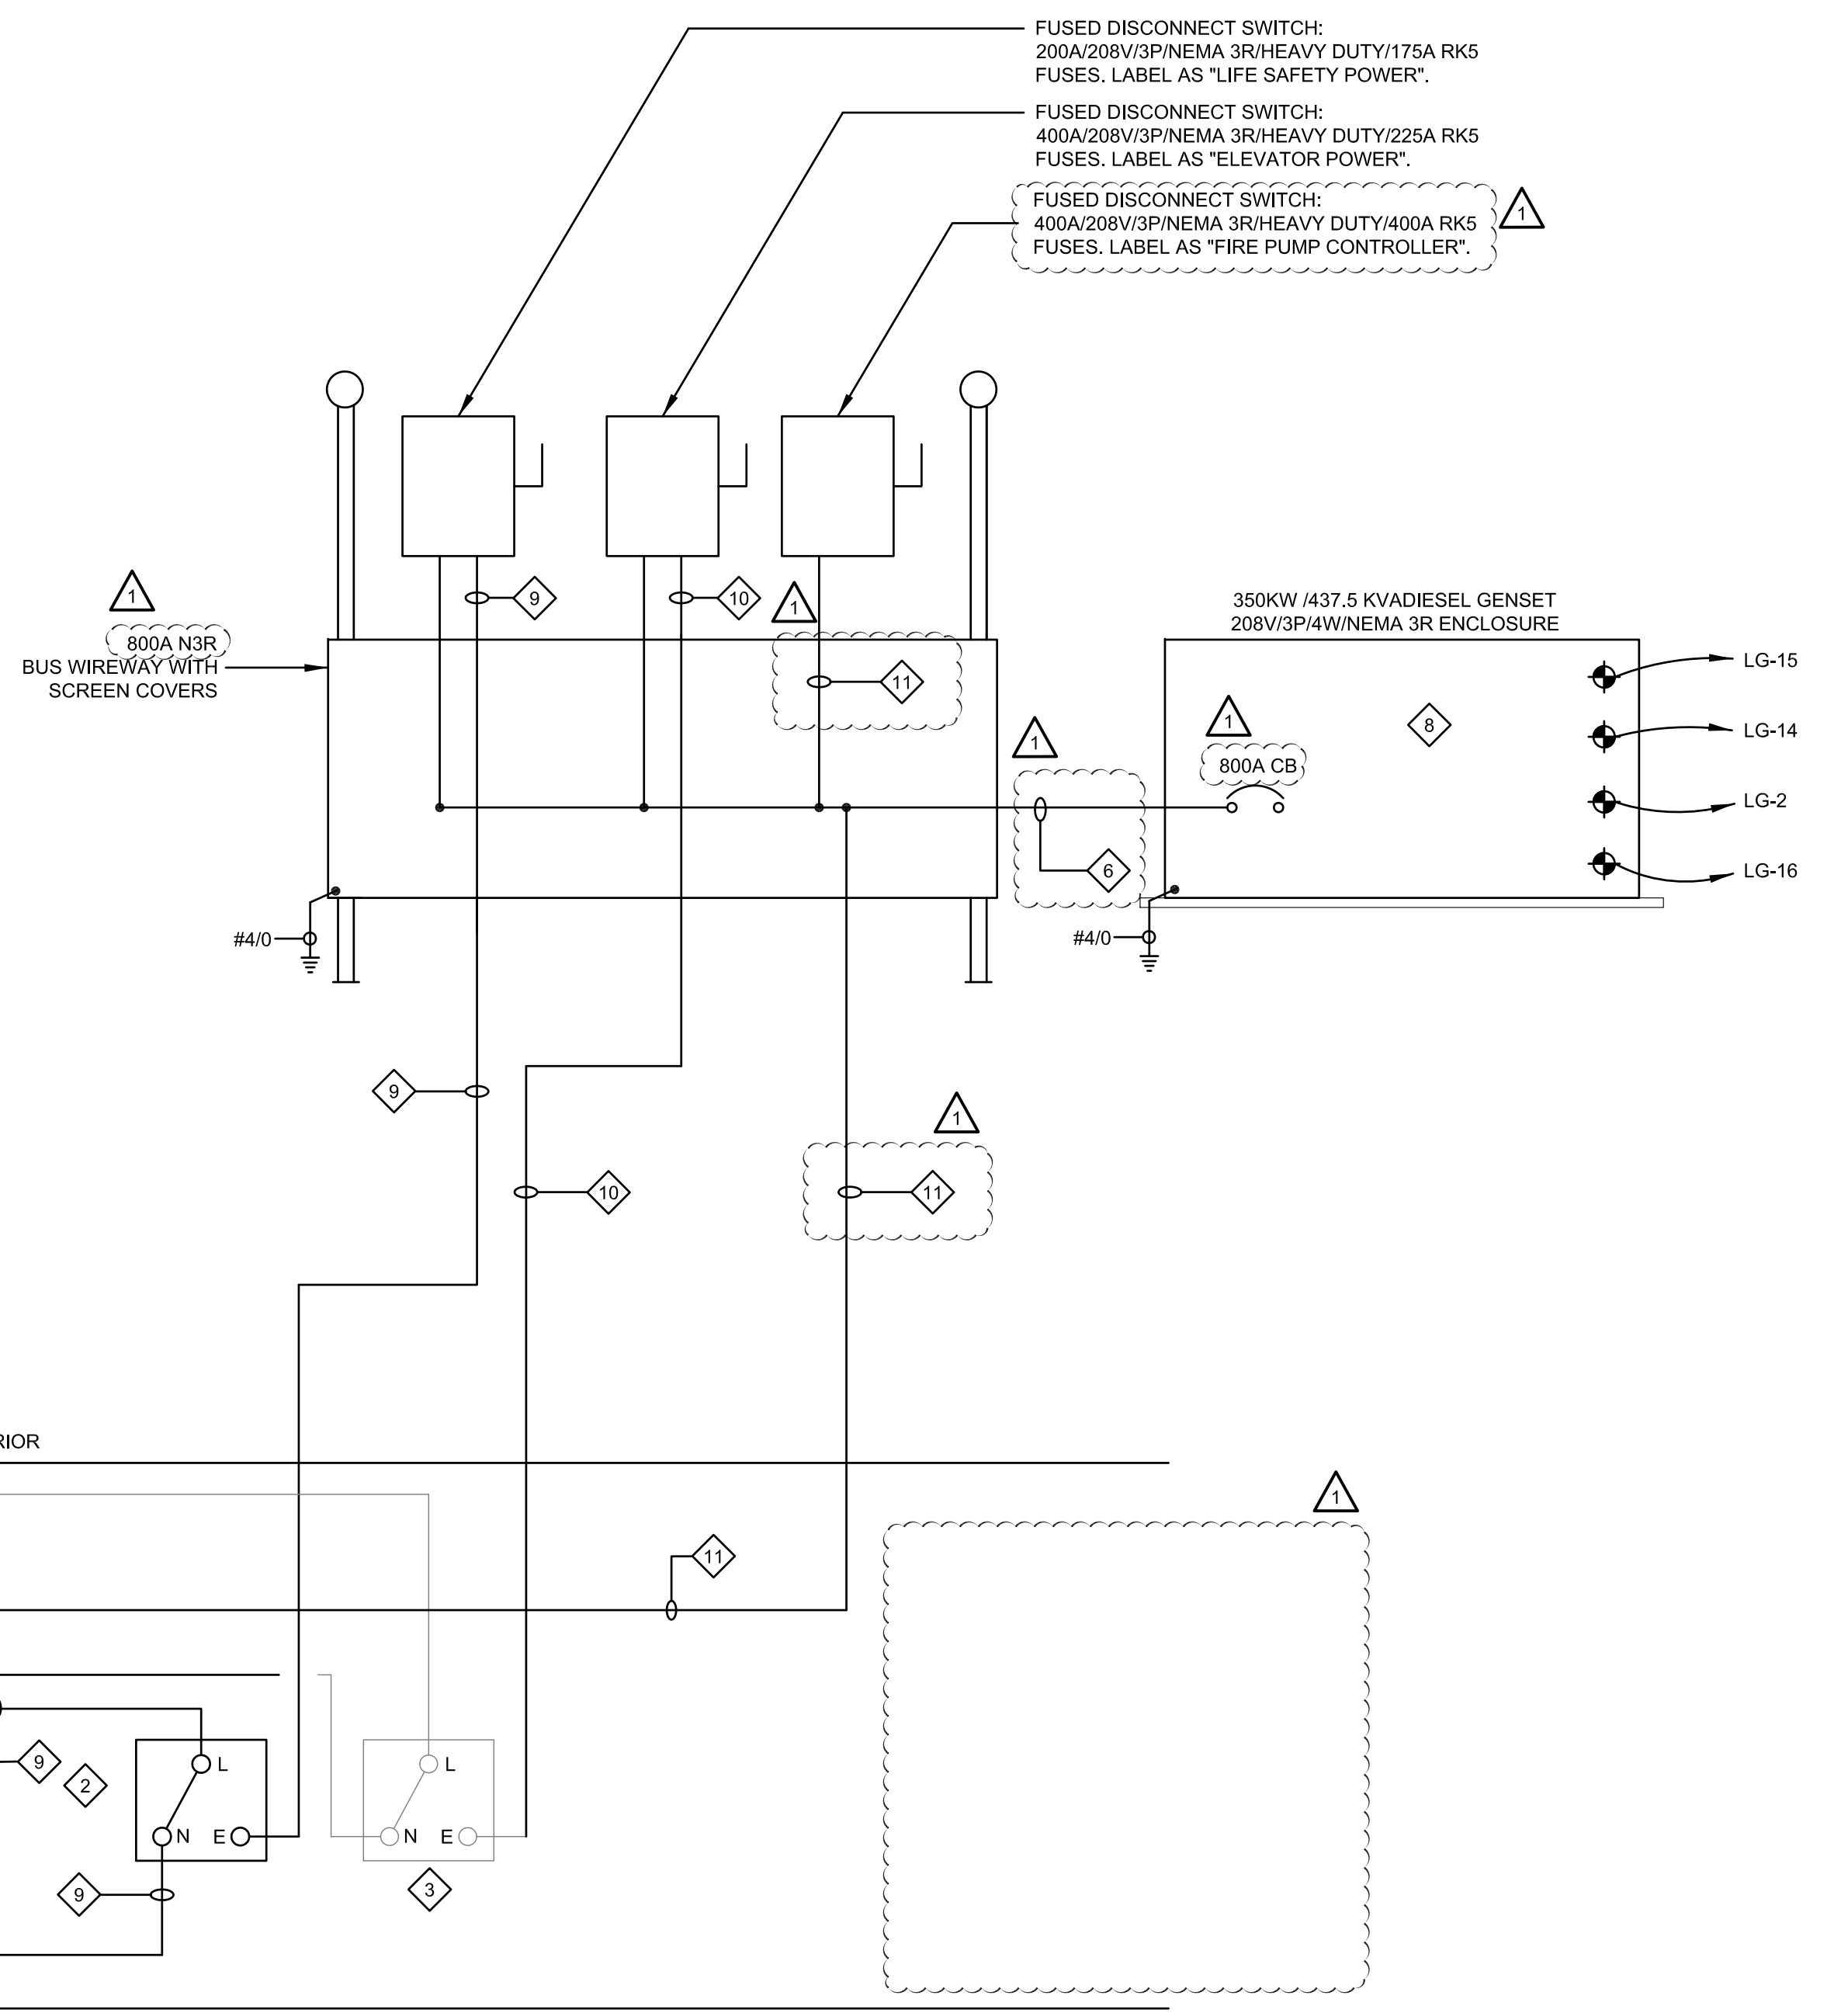 FUSED DISCONNECT SWITCH:
200A/208V/3P/NEMA 3R/HEAVY DUTY/175A RK5
FUSES. LABEL AS "LIFE SAFETY POWER".
FUSED DISCONNECT SWITCH:
400A/208V/3P/NEMA 3R/HEAVY DUTY/225A RK5
FUSES. LABEL AS "ELEVATOR POWER".
FUSED DISCONNECT SWITCH:
400A/208V/3P/NEMA 3R/HEAVY DUTY/400A RK5
FUSES. LABEL AS "FIRE PUMP CONTROLLER".
1
1
800A N3R
BUS WIREWAY WITH
SCREEN COVERS
9
10
1
11
350KW /437.5 KVADIESEL GENSET
208V/3P/4W/NEMA 3R ENCLOSURE
1
6
1
800A CB
8
LG-15
LG-14
LG-2
LG-16
#4/0
#4/0
9
10
1
11
RIOR
11
1
9
2
L
N
E
9
L
N
E
3